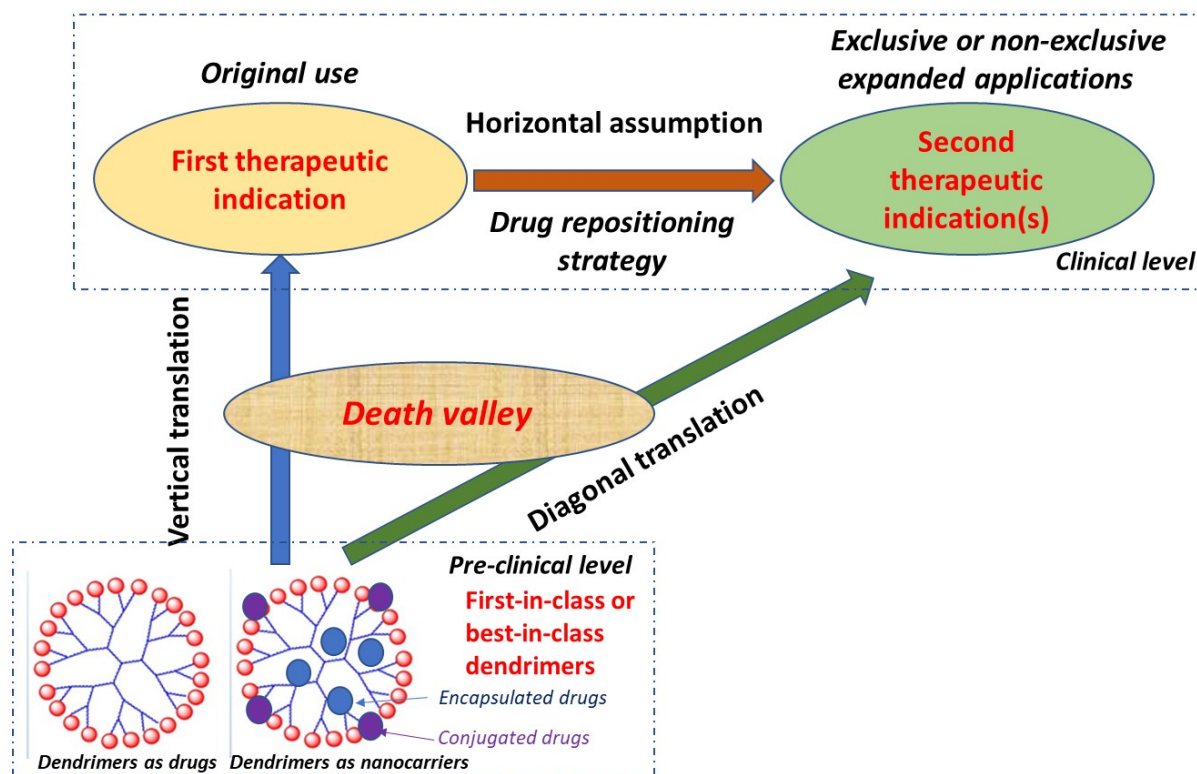 Original use
First therapeutic
indication
Horizontal assumption
Drug repositioning
strategy
Exclusive or non-exclusive
expanded applications
Second
therapeutic
indication(s)
Clinical level
Vertical translation
Death valley
Diagonal translation
Pre-clinical level
First-in-class or
best-in-class
dendrimers
Encapsulated drugs
Conjugated drugs
Dendrimers as drugs
Dendrimers as nanocarriers